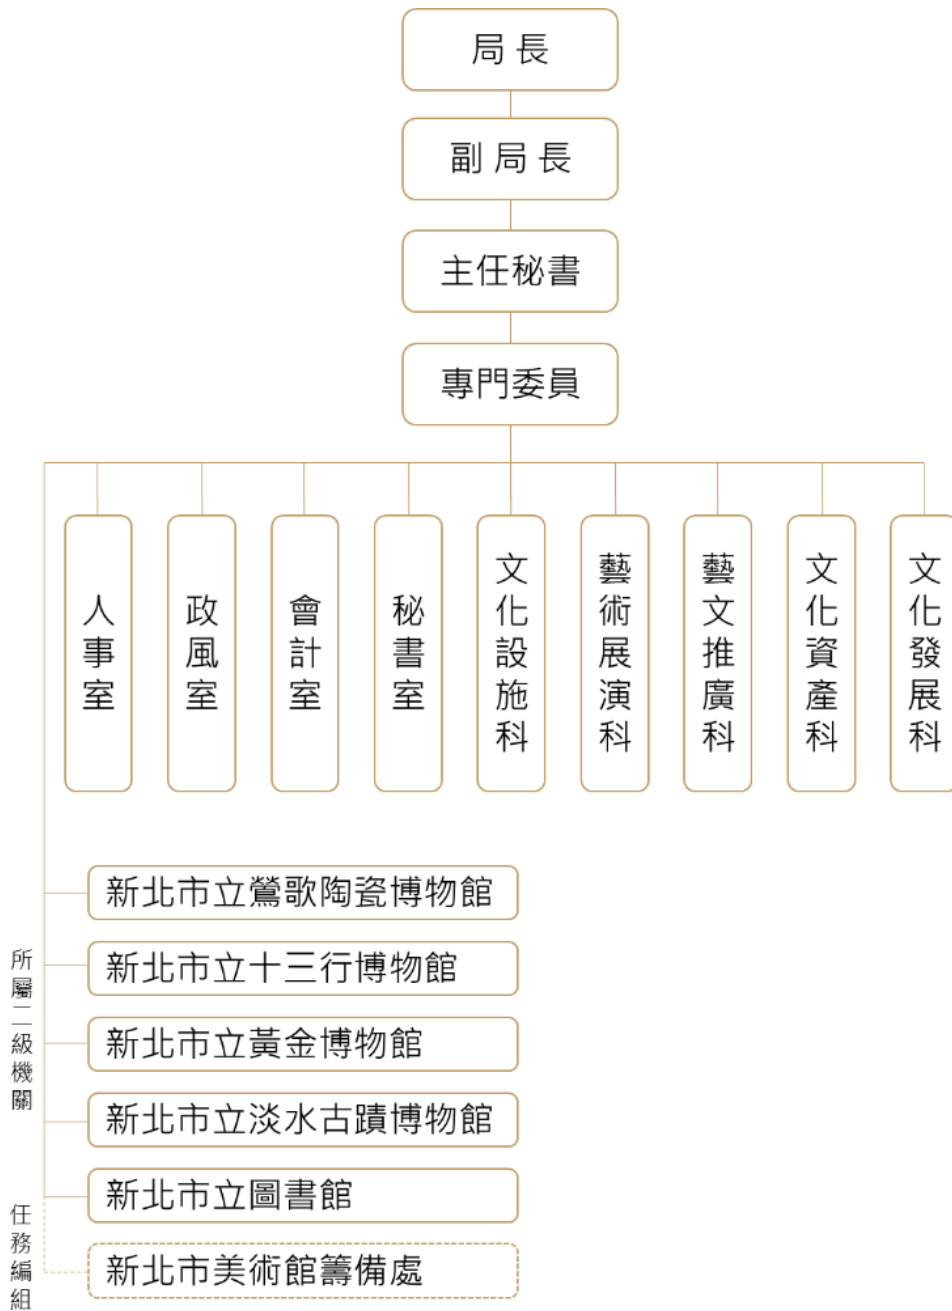 局 長
副 局 長
主任秘書
專門委員
人事室
政風室
會計室
秘書室
文化設施科
藝術展演科
藝文推廣科
文化資產科
文化發展科
所屬二級機關
新北市立鶯歌陶瓷博物館
新北市立十三行博物館
新北市立黃金博物館
新北市立淡水古蹟博物館
新北市立圖書館
任務編組
新北市美術館籌備處